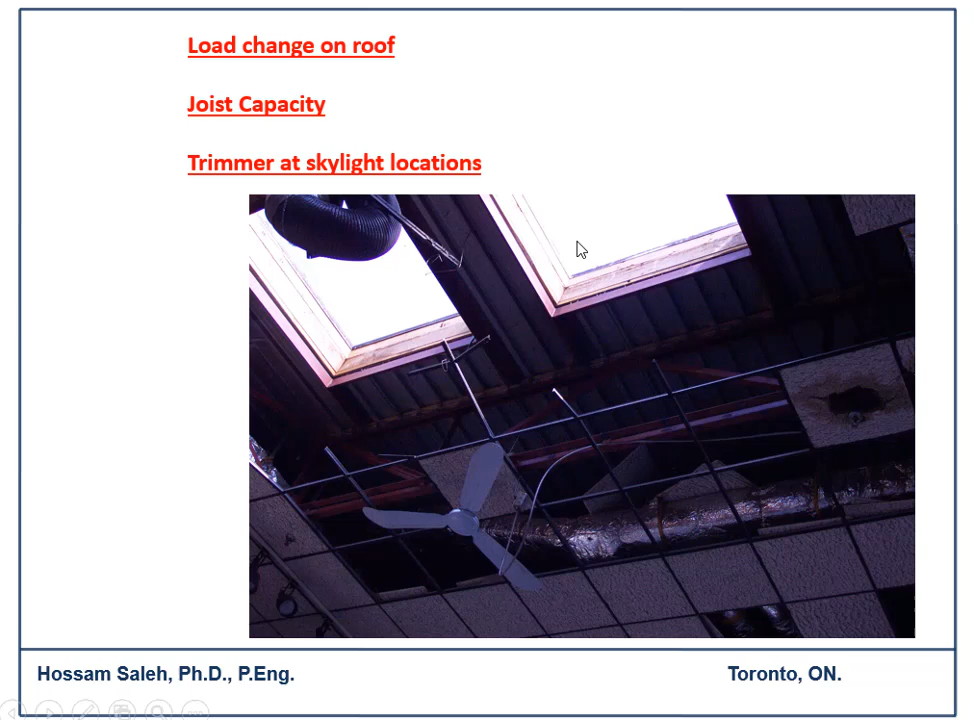 Load change on roof
Joist Capacity
Trimmer at skylight locations
Hossam Saleh, Ph.D., P.Eng.
Toronto, ON.